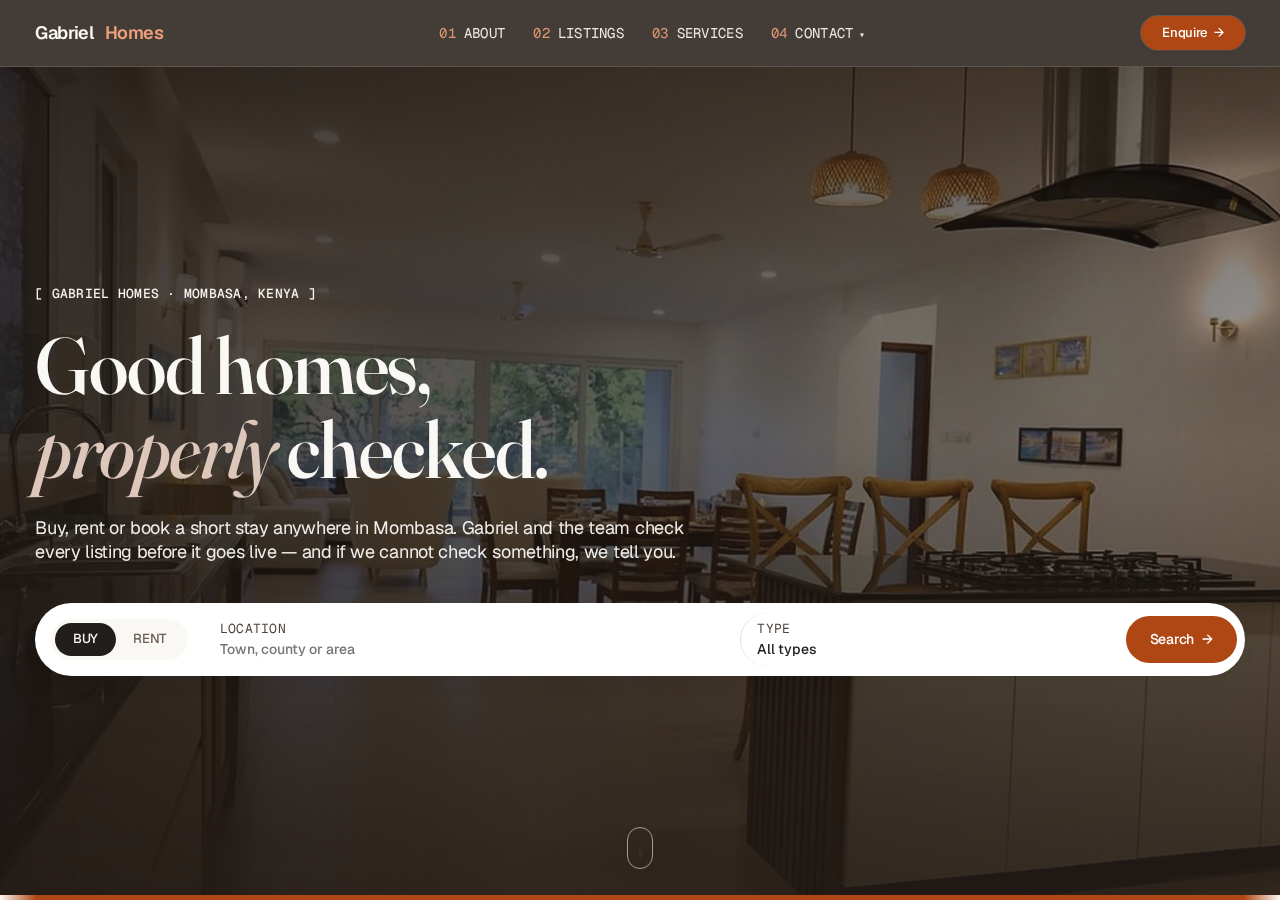 Gabriel Homes
01 ABOUT
02 LISTINGS
03 SERVICES
04 CONTACT ▾
Enquire →
[ GABRIEL HOMES · MOMBASA, KENYA ]
Good homes,
properly checked.
Buy, rent or book a short stay anywhere in Mombasa. Gabriel and the team check
every listing before it goes live — and if we cannot check something, we tell you.
BUY
RENT
LOCATION
Town, county or area
TYPE
All types
Search →